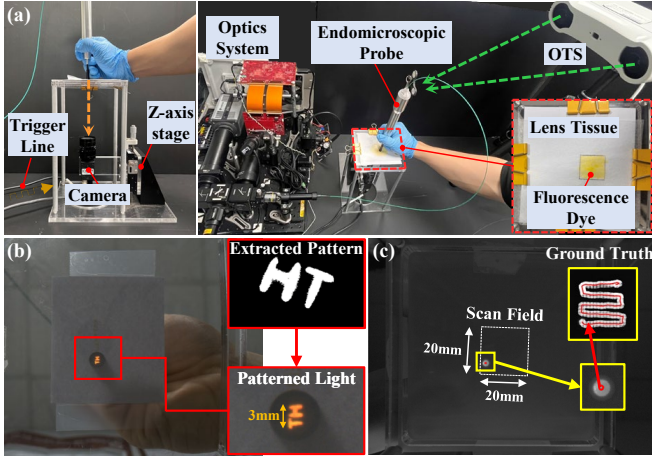 (a)
Trigger
Line
Camera
Z-axis
stage
Optics
System
Endomicroscopic
Probe
OTS
Lens Tissue
Fluorescence
Dye
(b)
Extracted Pattern
HT
Patterned Light
3mm
HT
(c)
Ground Truth
Scan Field
20mm
20mm